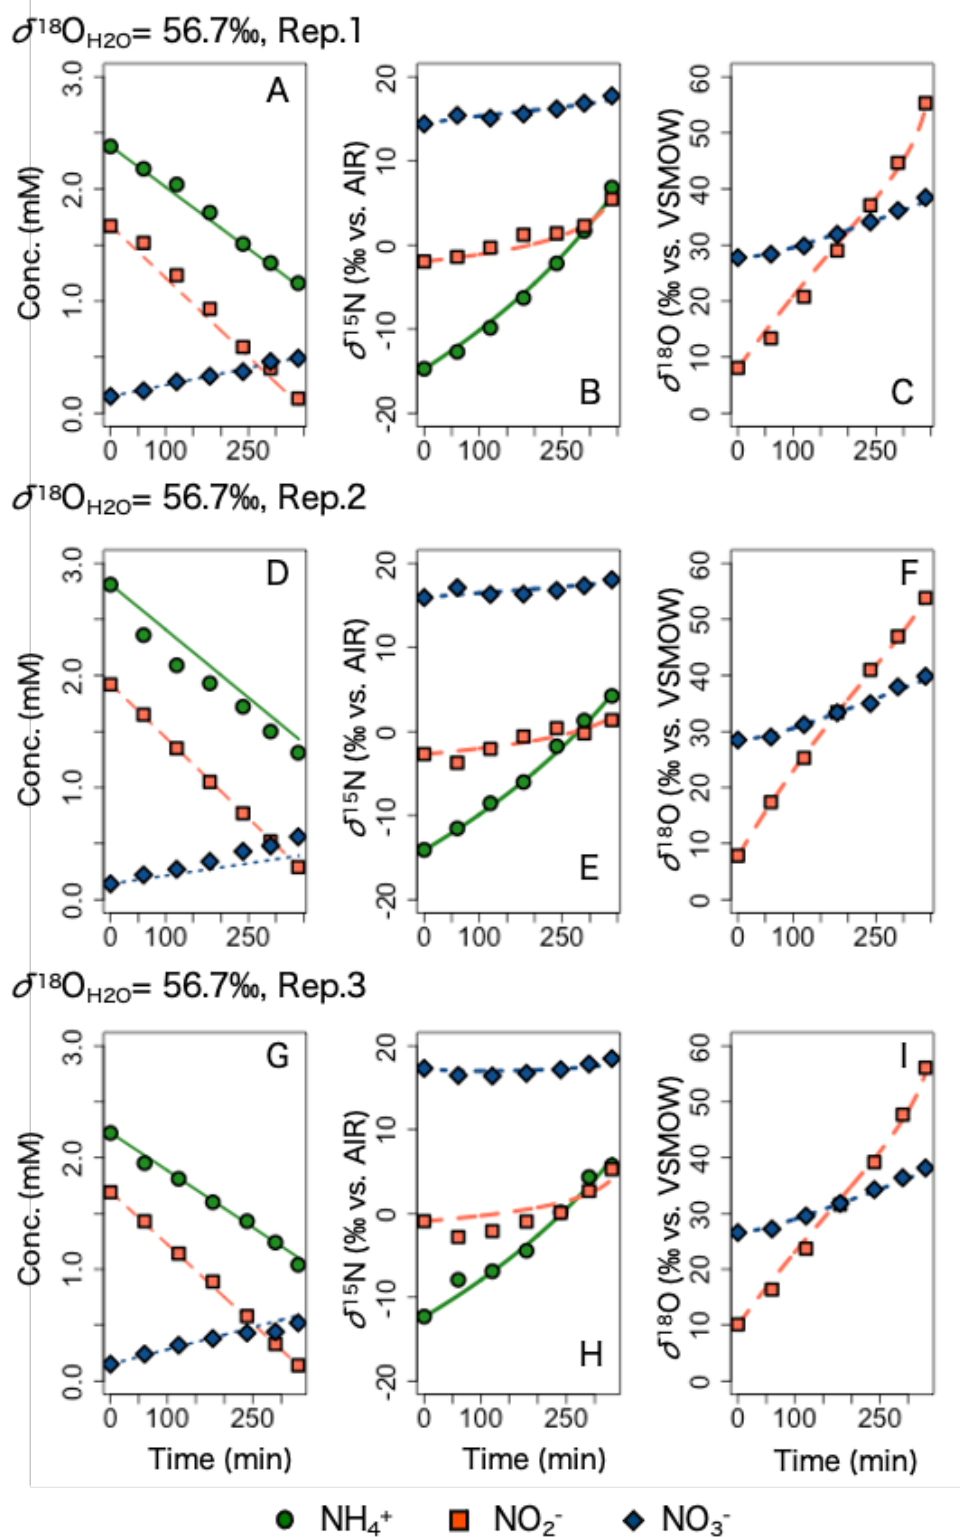 δ¹⁸O_H2O= 56.7‰, Rep.1
A
Conc. (mM)
3.0
2.0
1.0
0.0
0 100 250
B
δ¹⁵N (‰ vs. AIR)
20
10
0
-10
-20
0 100 250
C
δ¹⁸O (‰ vs. VSMOW)
60
50
40
30
20
10
0
0 100 250
δ¹⁸O_H2O= 56.7‰, Rep.2
D
Conc. (mM)
3.0
2.0
1.0
0.0
0 100 250
E
δ¹⁵N (‰ vs. AIR)
20
10
0
-10
-20
0 100 250
F
δ¹⁸O (‰ vs. VSMOW)
60
50
40
30
20
10
0
0 100 250
δ¹⁸O_H2O= 56.7‰, Rep.3
G
Conc. (mM)
3.0
2.0
1.0
0.0
0 100 250
Time (min)
H
δ¹⁵N (‰ vs. AIR)
20
10
0
-10
-20
0 100 250
Time (min)
I
δ¹⁸O (‰ vs. VSMOW)
60
50
40
30
20
10
0
0 100 250
Time (min)
NH₄⁺ NO₂⁻ NO₃⁻